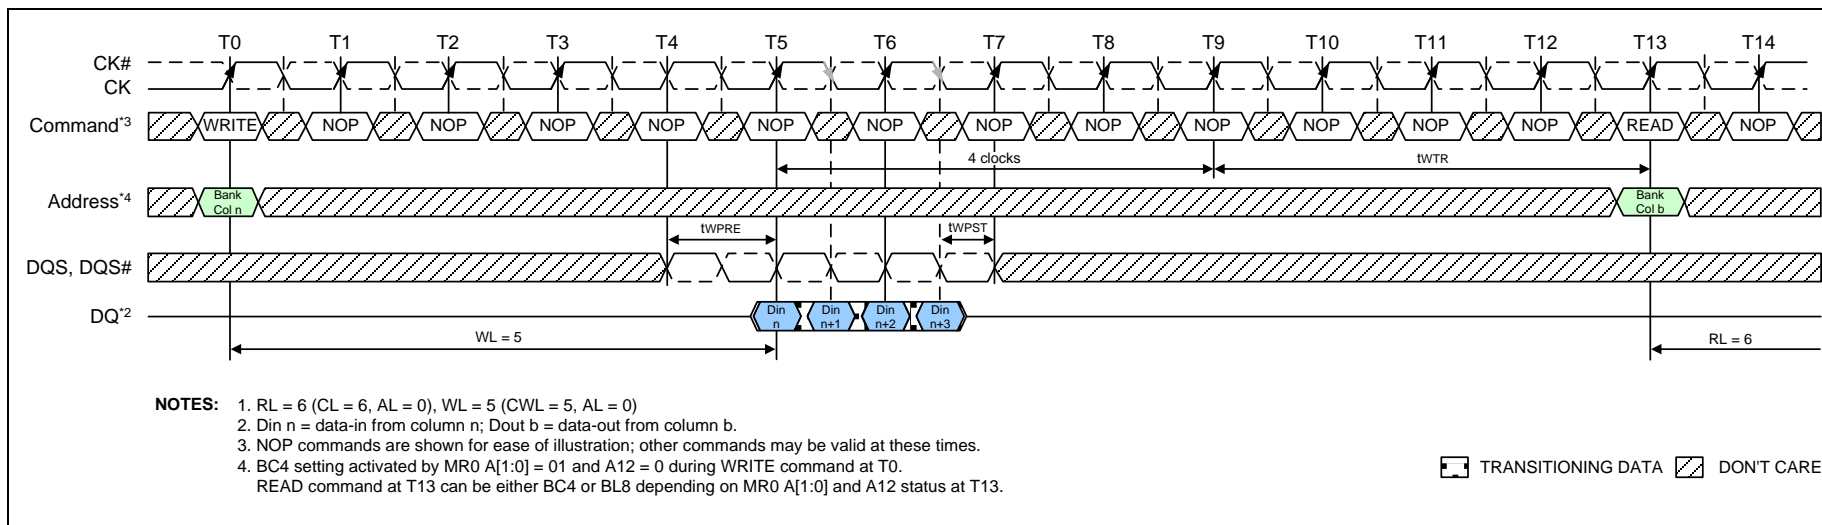 T0 T1 T2 T3 T4 T5 T6 T7 T8 T9 T10 T11 T12 T13 T14
CK#
CK
Command*3 WRITE NOP NOP NOP NOP NOP NOP NOP NOP NOP NOP NOP NOP READ NOP
4 clocks tWTR
Address*4 Bank Col n Bank Col b
tWPRE tWPST
DQS, DQS#
DQ*2 Din n Din n+1 Din n+2 Din n+3
WL = 5 RL = 6
NOTES: 1. RL = 6 (CL = 6, AL = 0), WL = 5 (CWL = 5, AL = 0)
2. Din n = data-in from column n; Dout b = data-out from column b.
3. NOP commands are shown for ease of illustration; other commands may be valid at these times.
4. BC4 setting activated by MR0 A[1:0] = 01 and A12 = 0 during WRITE command at T0.
READ command at T13 can be either BC4 or BL8 depending on MR0 A[1:0] and A12 status at T13.
TRANSITIONING DATA DON'T CARE